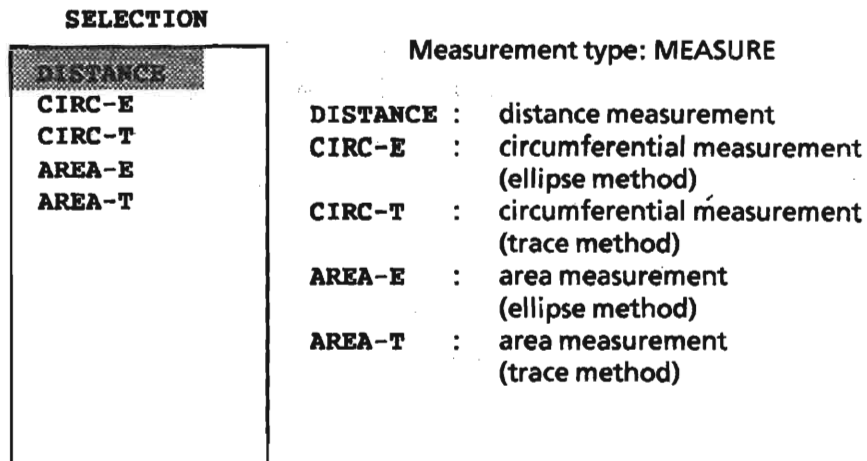 SELECTION
DISTANCE
CIRC-E
CIRC-T
AREA-E
AREA-T
Measurement type: MEASURE
DISTANCE : distance measurement
CIRC-E : circumferential measurement
(ellipse method)
CIRC-T : circumferential measurement
(trace method)
AREA-E : area measurement
(ellipse method)
AREA-T : area measurement
(trace method)